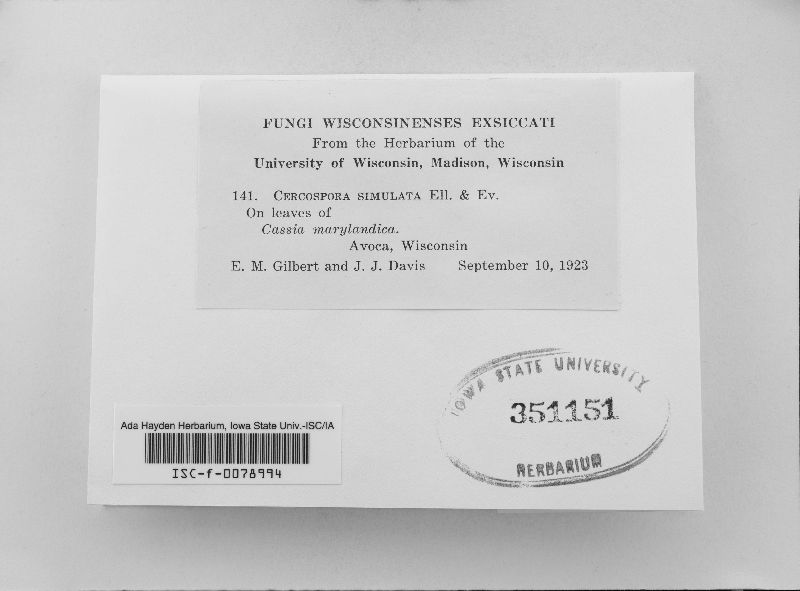 FUNGI WISCONSINENSES EXSICCATI
From the Herbarium of the
University of Wisconsin, Madison, Wisconsin
141. CERCOSPORA SIMULATA Ell. & Ev.
On leaves of
Cassia marylandica.
Avoca, Wisconsin
E. M. Gilbert and J. J. Davis September 10, 1923
IOWA STATE UNIVERSITY
351151
HERBARIUM
Ada Hayden Herbarium, Iowa State Univ.-ISC/IA
ISC-f-0078994